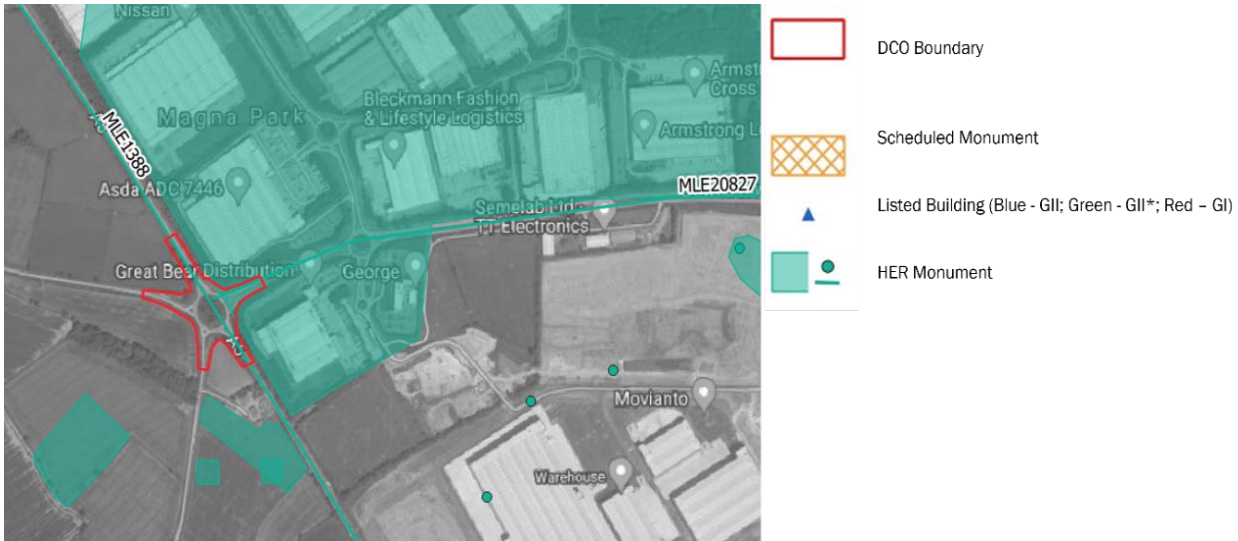 Nissan
DCO Boundary
Armst
Cross
MLE1388
Magna Park
Bleckmann Fashion
& Lifestyle Logistics
Armstrong L
Scheduled Monument
Asda ADC 7446
MLE20827
Semelab Ltd -
TT Electronics
Listed Building (Blue - GII; Green - GII*; Red – GI)
Great Bear Distribution
George
HER Monument
A5
Movianto
Warehouse